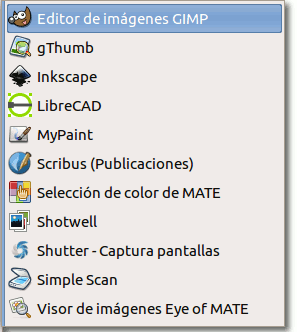 Editor de imágenes GIMP
gThumb
Inkscape
LibreCAD
MyPaint
Scribus (Publicaciones)
Selección de color de MATE
Shotwell
Shutter - Captura pantallas
Simple Scan
Visor de imágenes Eye of MATE